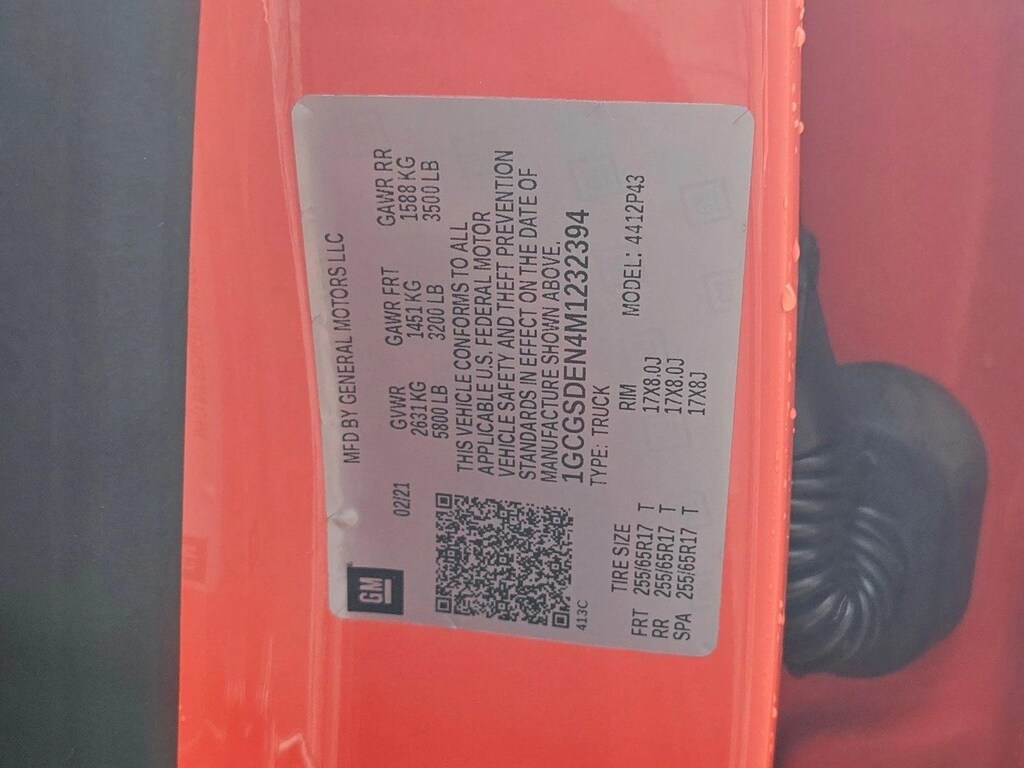 GM
MFD BY GENERAL MOTORS LLC
02/21
GVWR GAWR FRT GAWR RR
2631 KG 1451 KG 1588 KG
5800 LB 3200 LB 3500 LB
THIS VEHICLE CONFORMS TO ALL
APPLICABLE U.S. FEDERAL MOTOR
VEHICLE SAFETY AND THEFT PREVENTION
STANDARDS IN EFFECT ON THE DATE OF
MANUFACTURE SHOWN ABOVE.
1GCGSDEN4M1232394
413C
TYPE: TRUCK
MODEL: 4412P43
TIRE SIZE RIM
FRT 255/65R17 T 17X8.0J
RR 255/65R17 T 17X8.0J
SPA 255/65R17 T 17X8J